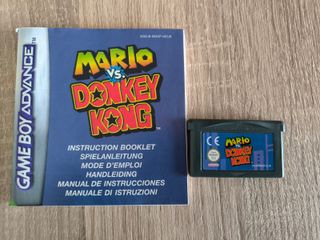 GAME BOY ADVANCE
MARIO
VS.
DONKEY
KONG
INSTRUCTION BOOKLET
SPIELANLEITUNG
MODE D'EMPLOI
HANDLEIDING
MANUAL DE INSTRUCCIONES
MANUALE DI ISTRUZIONI
MARIO
VS.
DONKEY
KONG